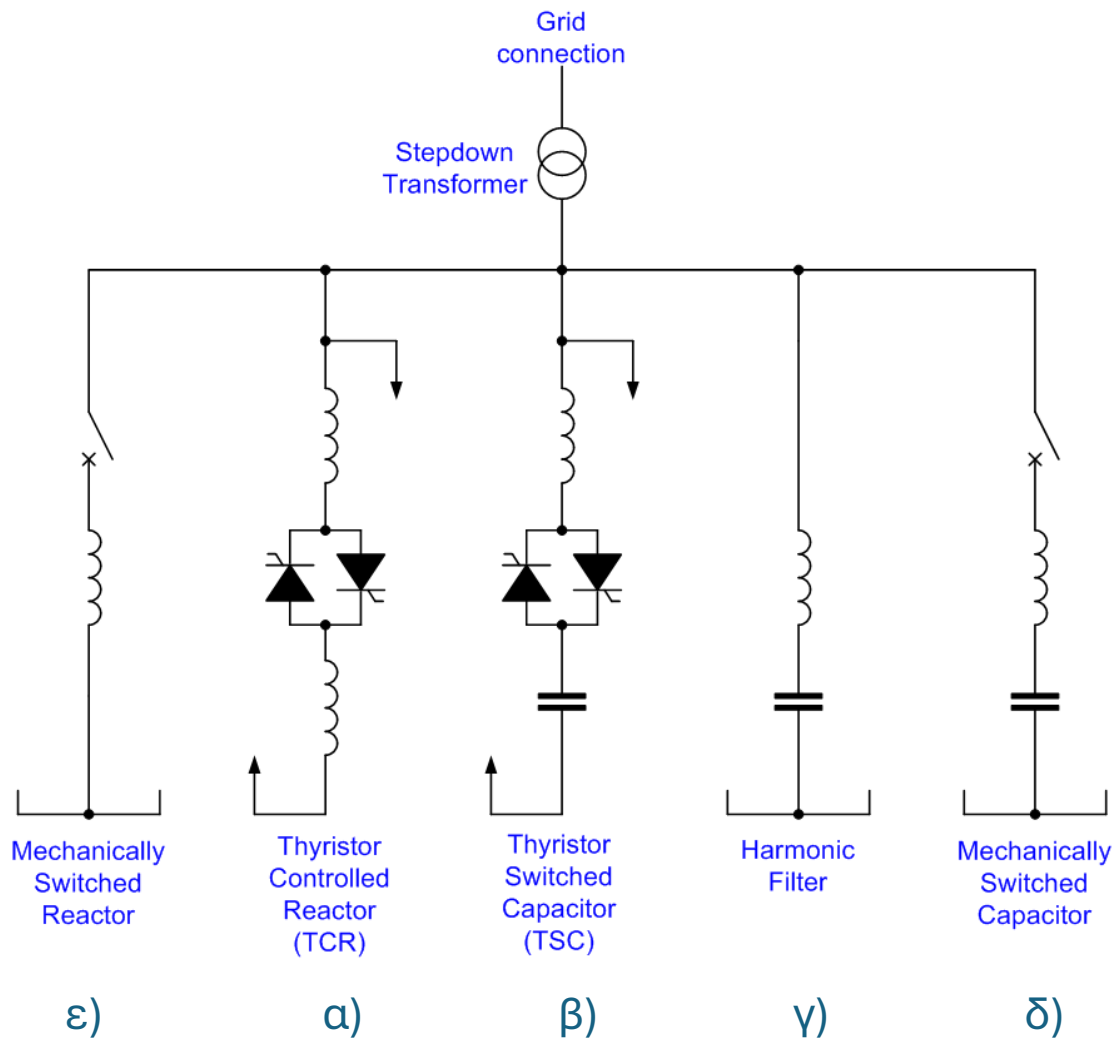 Grid
connection
Stepdown
Transformer
Mechanically
Switched
Reactor
Thyristor
Controlled
Reactor
(TCR)
Thyristor
Switched
Capacitor
(TSC)
Harmonic
Filter
Mechanically
Switched
Capacitor
ε)
α)
β)
γ)
δ)